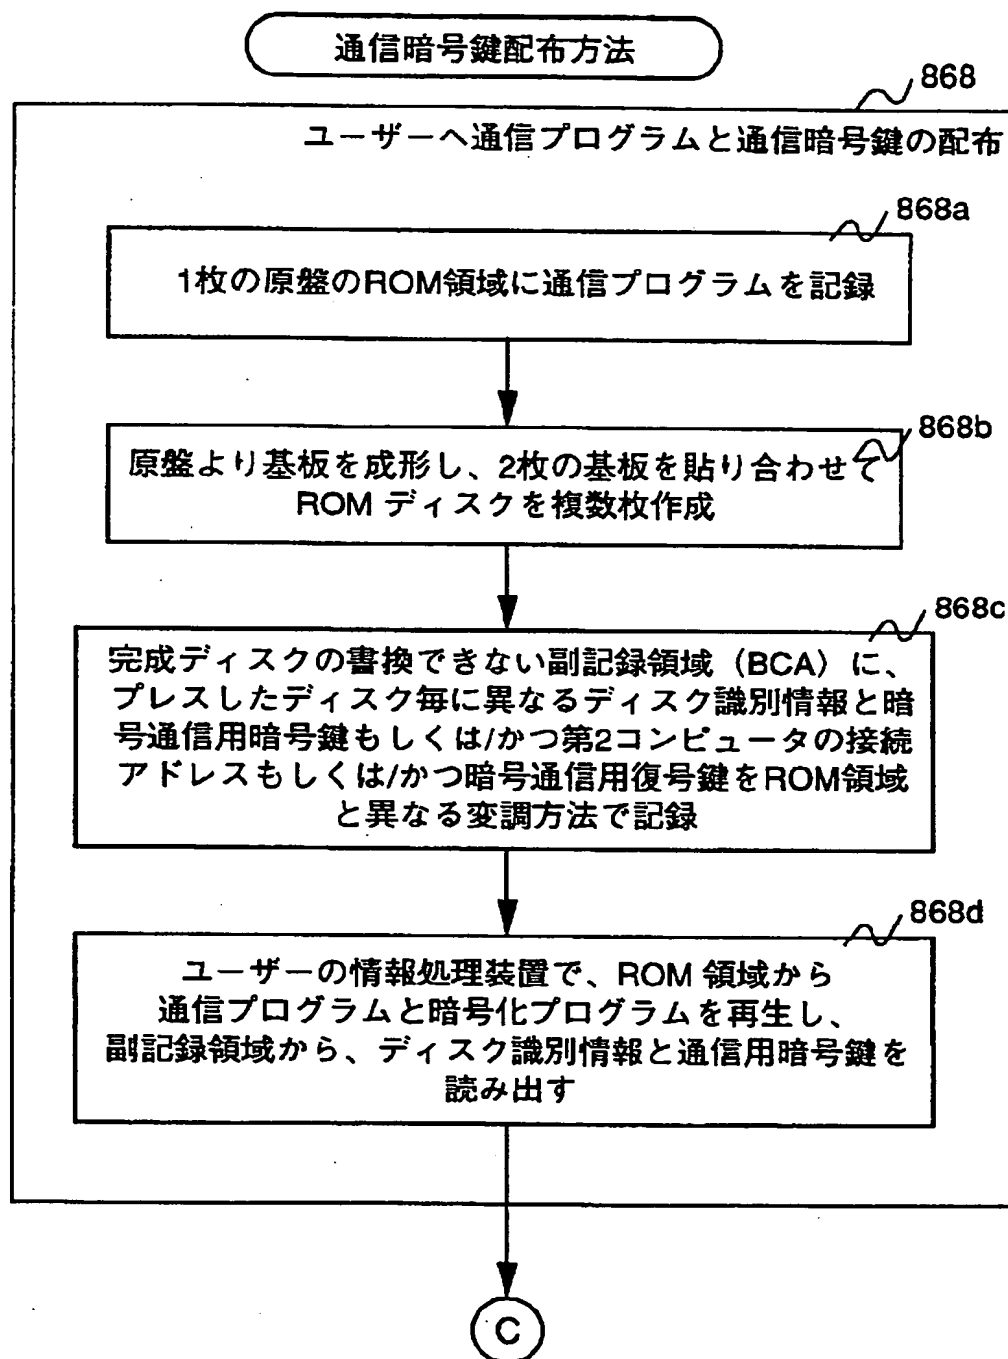 通信暗号鍵配布方法
868
ユーザーへ通信プログラムと通信暗号鍵の配布
868a
1枚の原盤のROM領域に通信プログラムを記録
868b
原盤より基板を成形し、2枚の基板を貼り合わせて
ROM ディスクを複数枚作成
868c
完成ディスクの書換できない副記録領域（BCA）に、
プレスしたディスク毎に異なるディスク識別情報と暗
号通信用暗号鍵もしくは/かつ第2コンピュータの接続
アドレスもしくは/かつ暗号通信用復号鍵をROM領域
と異なる変調方法で記録
868d
ユーザーの情報処理装置で、ROM 領域から
通信プログラムと暗号化プログラムを再生し、
副記録領域から、ディスク識別情報と通信用暗号鍵を
読み出す
C